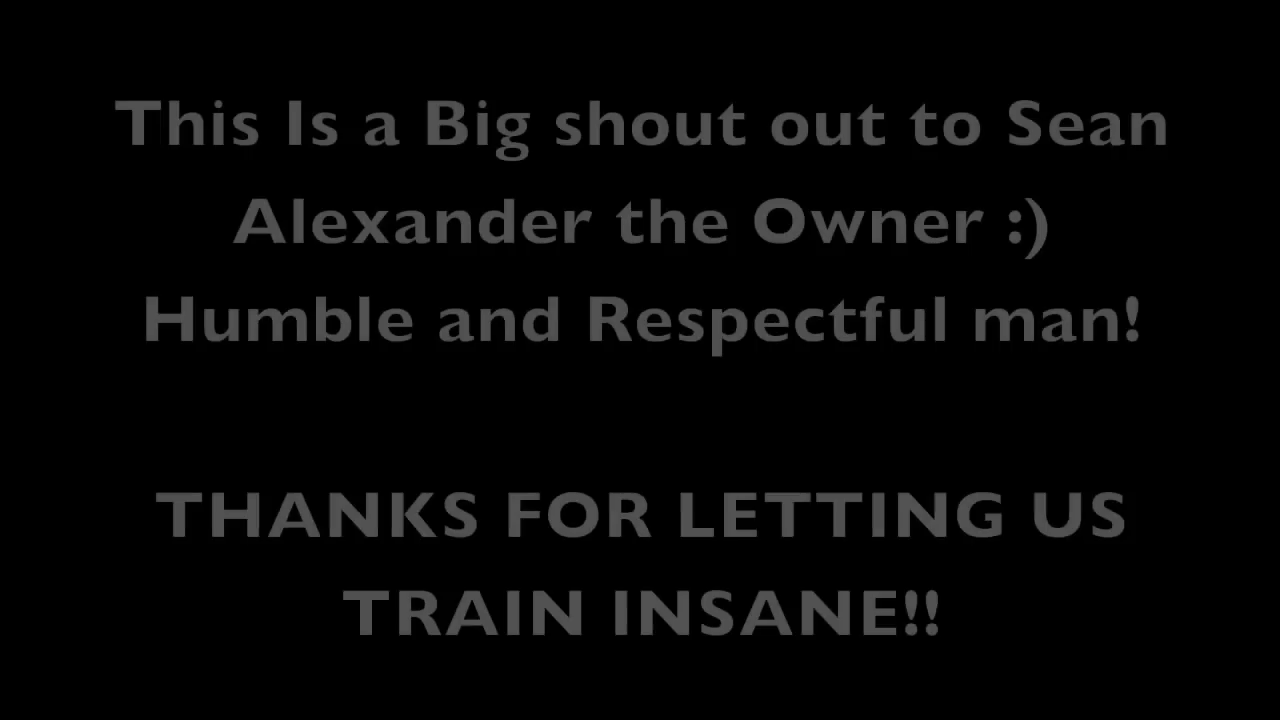 This Is a Big shout out to Sean
Alexander the Owner :)
Humble and Respectful man!
THANKS FOR LETTING US
TRAIN INSANE!!